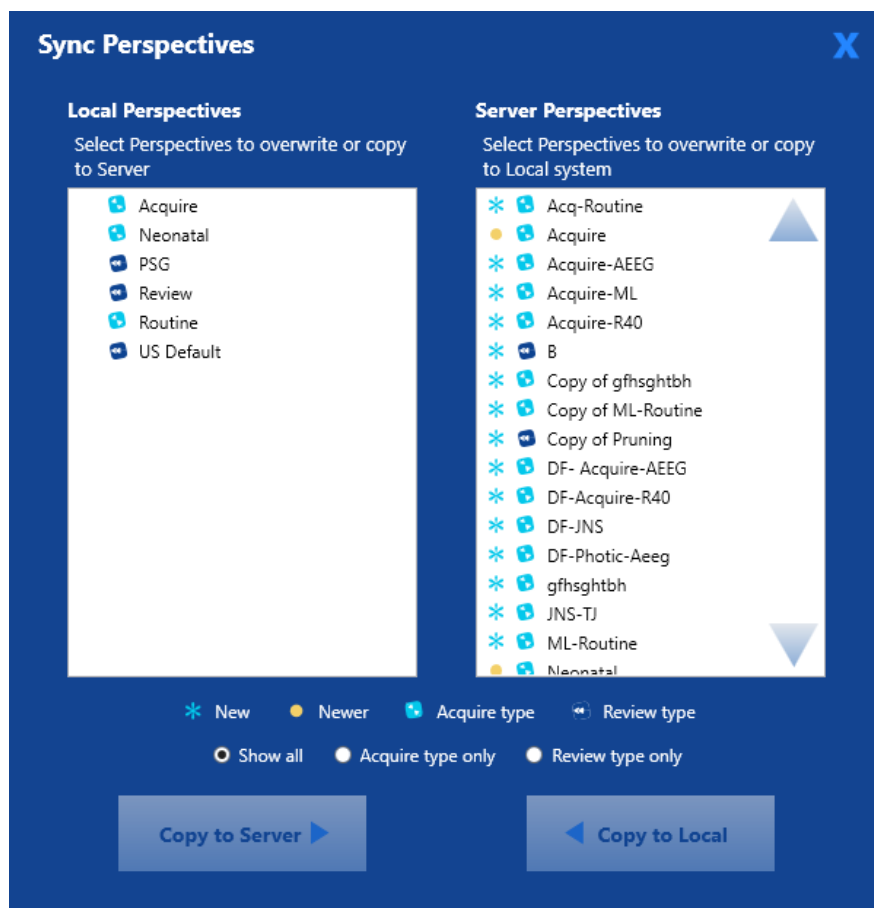 Sync Perspectives
X
Local Perspectives
Select Perspectives to overwrite or copy
to Server
Acquire
Neonatal
PSG
Review
Routine
US Default
Server Perspectives
Select Perspectives to overwrite or copy
to Local system
Acq-Routine
Acquire
Acquire-AEEG
Acquire-ML
Acquire-R40
B
Copy of gfhsghtbh
Copy of ML-Routine
Copy of Pruning
DF- Acquire-AEEG
DF-Acquire-R40
DF-JNS
DF-Photic-Aeeg
gfhsghtbh
JNS-TJ
ML-Routine
Neonatal
New Newer Acquire type Review type
Show all Acquire type only Review type only
Copy to Server
Copy to Local